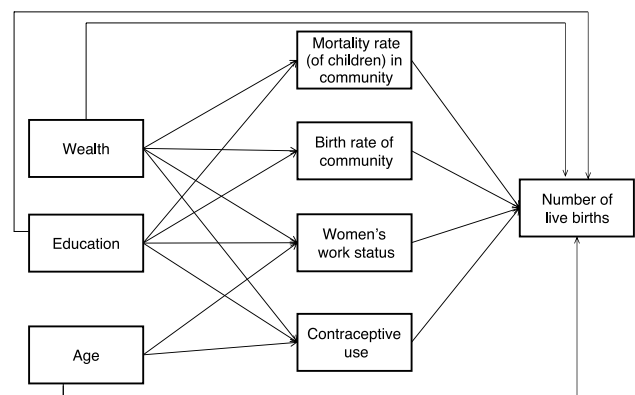 Mortality rate
(of children) in
community
Wealth
Birth rate of
community
Number of
live births
Education
Women's
work status
Age
Contraceptive
use